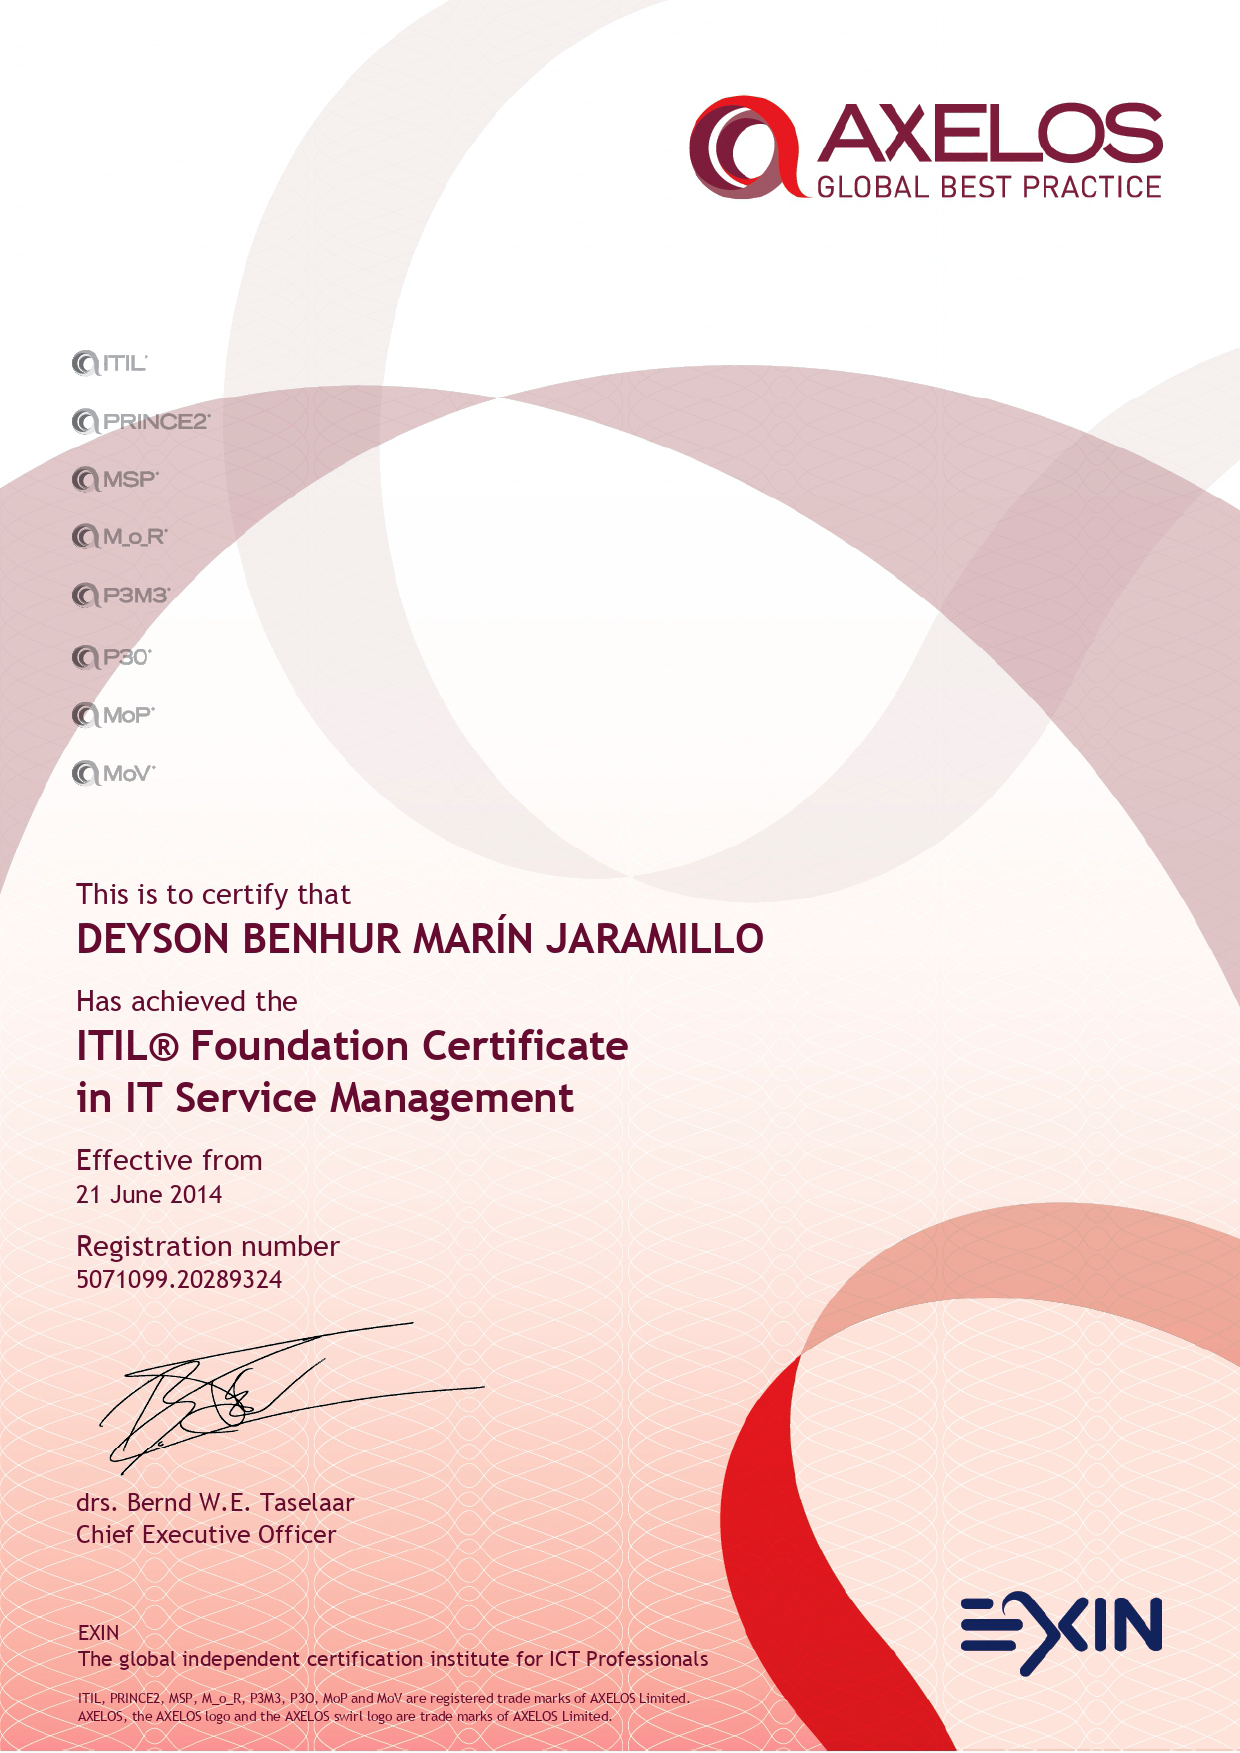 AXELOS
GLOBAL BEST PRACTICE
ITIL®
PRINCE2®
MSP®
M_o_R®
P3M3®
P3O®
MoP®
MoV®
This is to certify that
DEYSON BENHUR MARÍN JARAMILLO
Has achieved the
ITIL® Foundation Certificate
in IT Service Management
Effective from
21 June 2014
Registration number
5071099.20289324
drs. Bernd W.E. Taselaar
Chief Executive Officer
EXIN
The global independent certification institute for ICT Professionals
ITIL, PRINCE2, MSP, M_o_R, P3M3, P3O, MoP and MoV are registered trade marks of AXELOS Limited.
AXELOS, the AXELOS logo and the AXELOS swirl logo are trade marks of AXELOS Limited.
EXIN